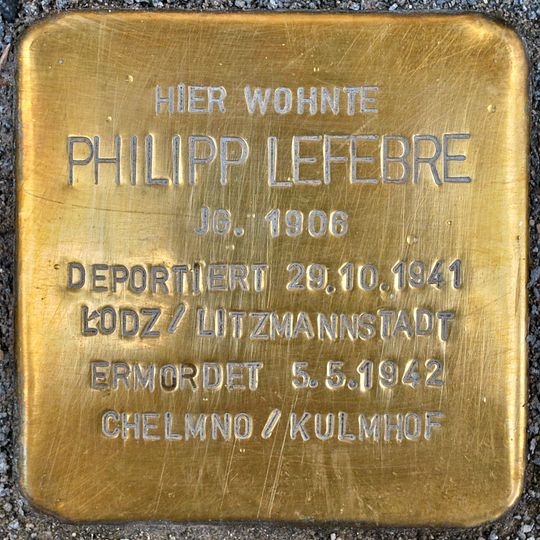 HIER WOHNTE
PHILIPP LEFEBRE
JG. 1906
DEPORTIERT 29.10.1941
ŁODZ / LITZMANNSTADT
ERMORDET 5.5.1942
CHELMNO / KULMHOF